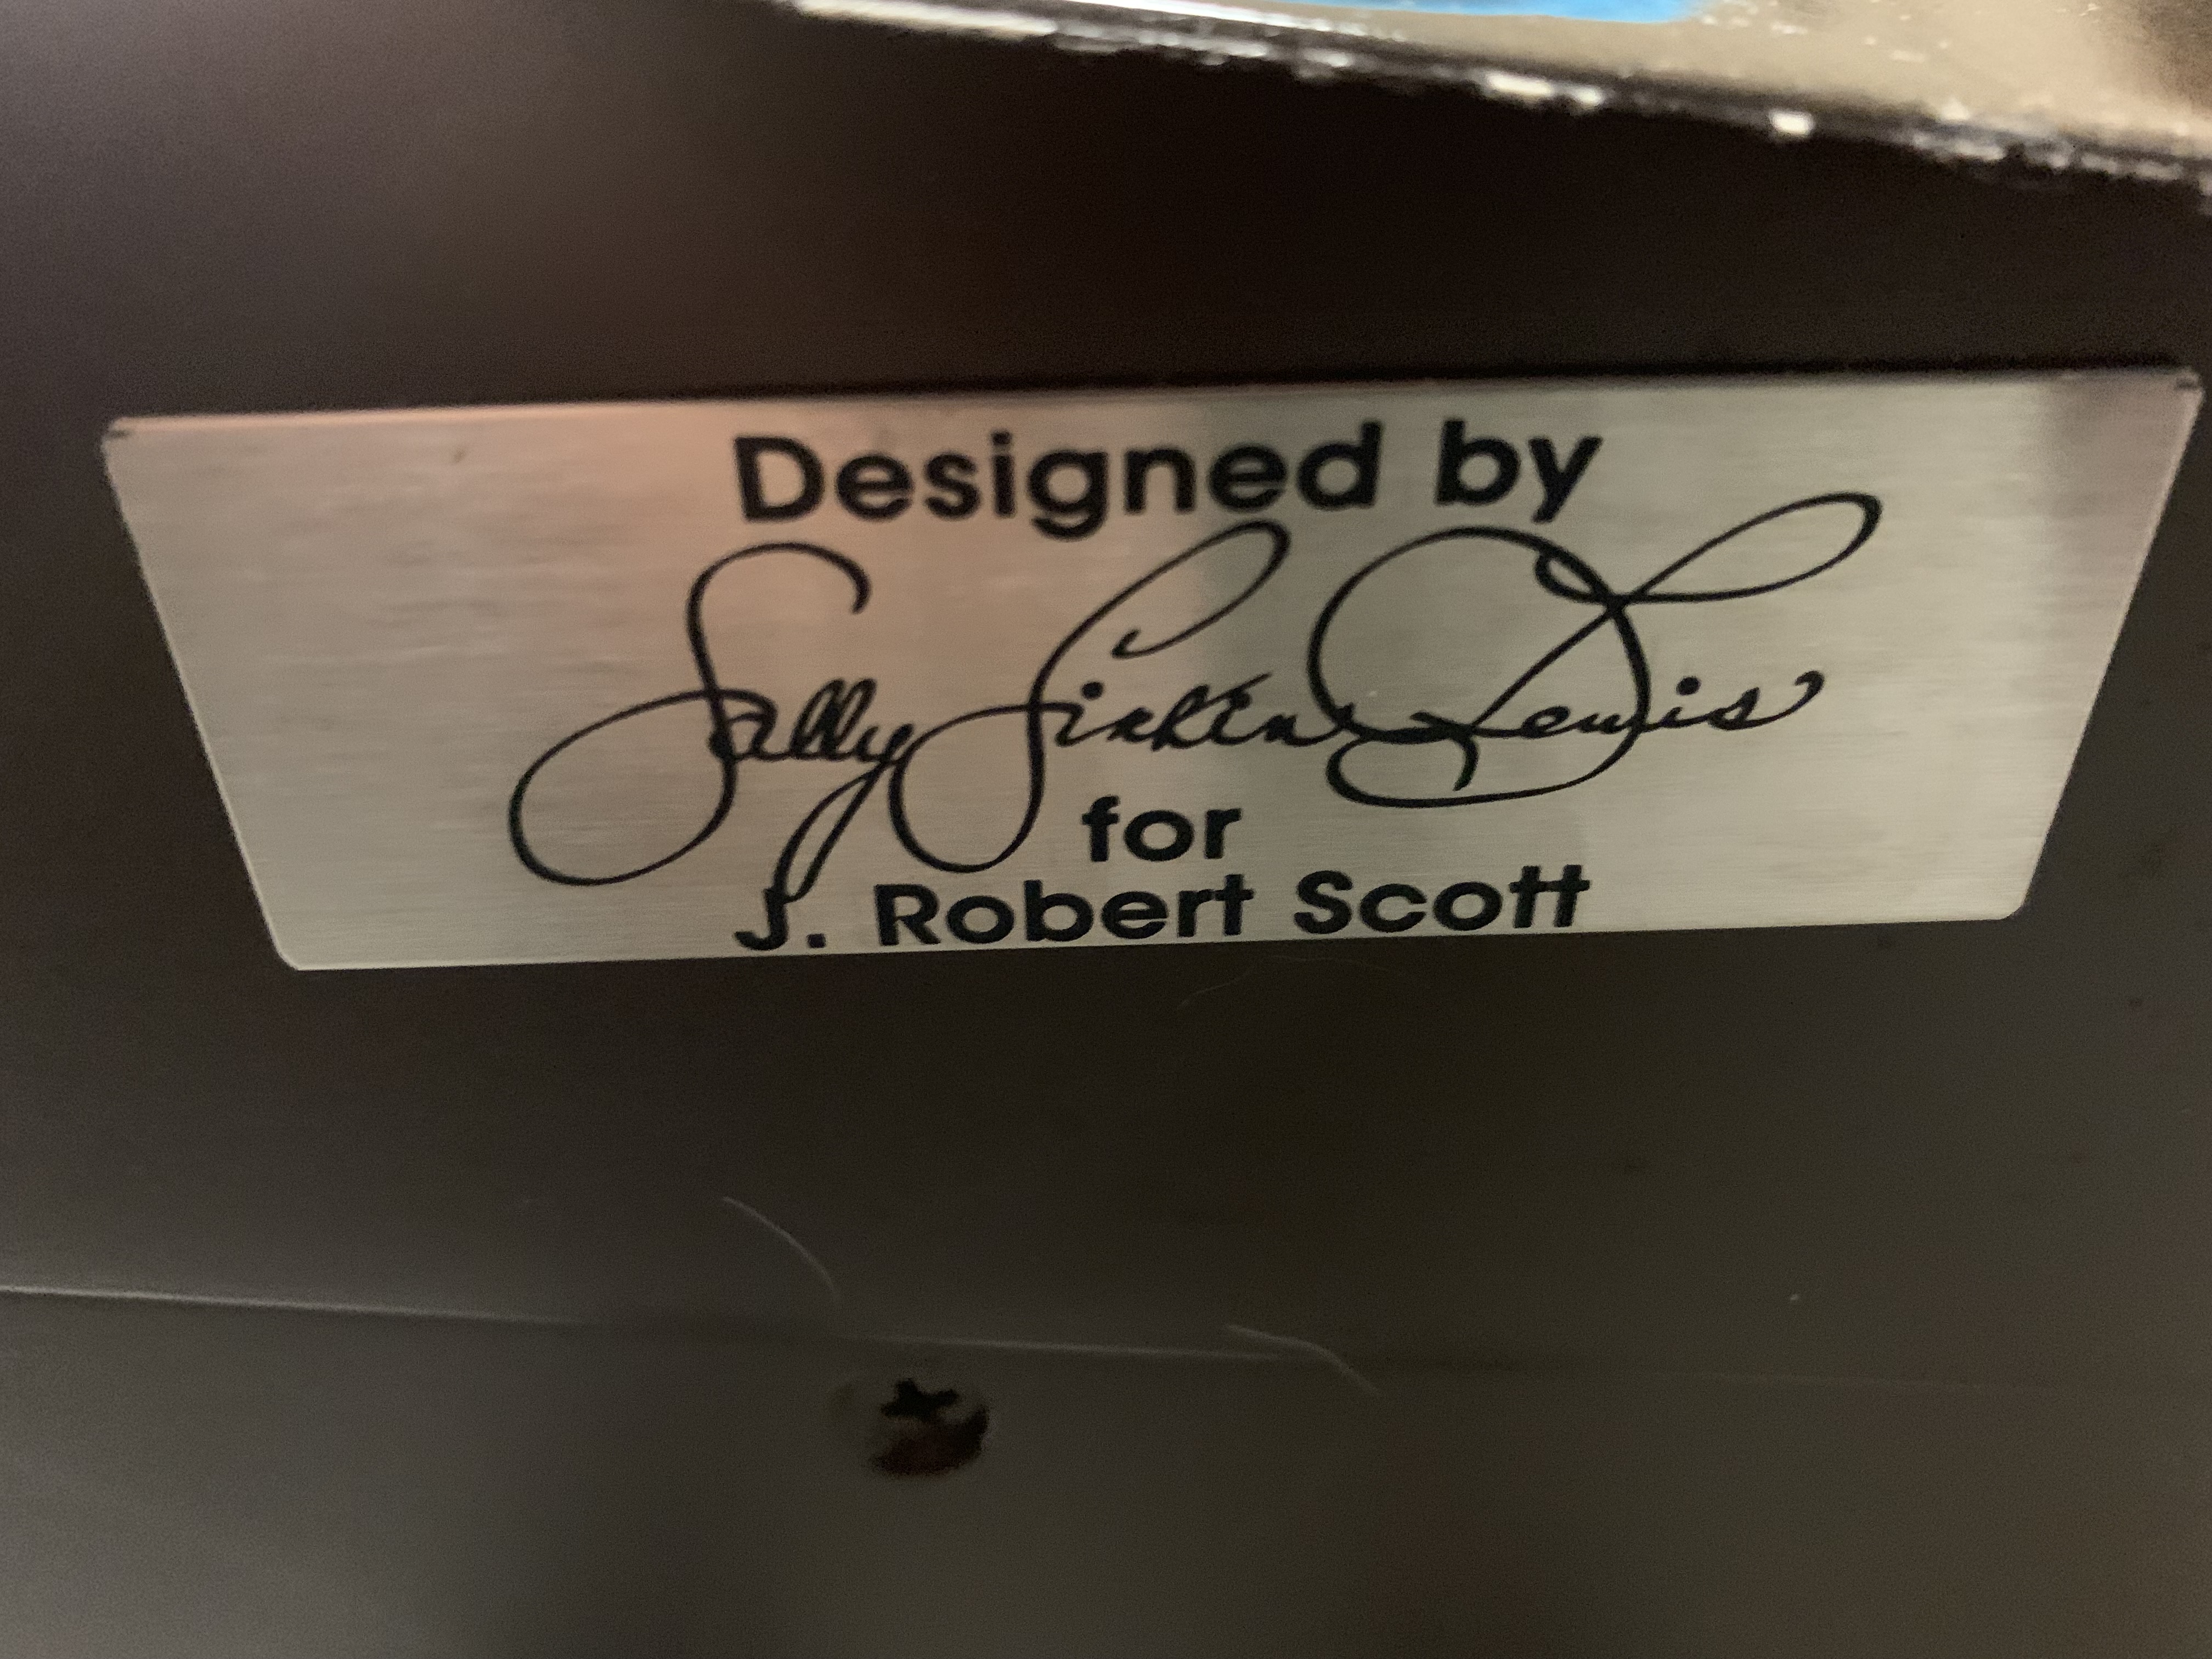 Designed by
Sally Sirkin Lewis
for
J. Robert Scott